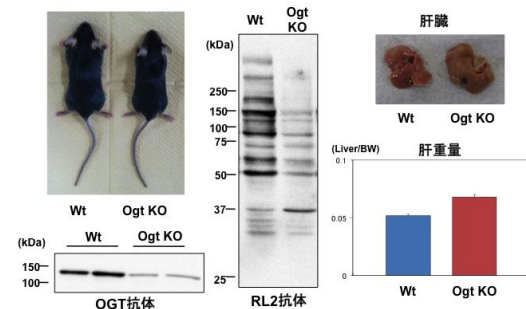 Wt
Ogt KO
Wt
Ogt KO
(kDa)
150
100
OGT抗体
Wt
Ogt
KO
(kDa)
250
150
100
75
50
37
25
RL2抗体
肝臓
Wt
Ogt KO
肝重量
(Liver/BW)
0.1
0.05
0
Wt
Ogt KO